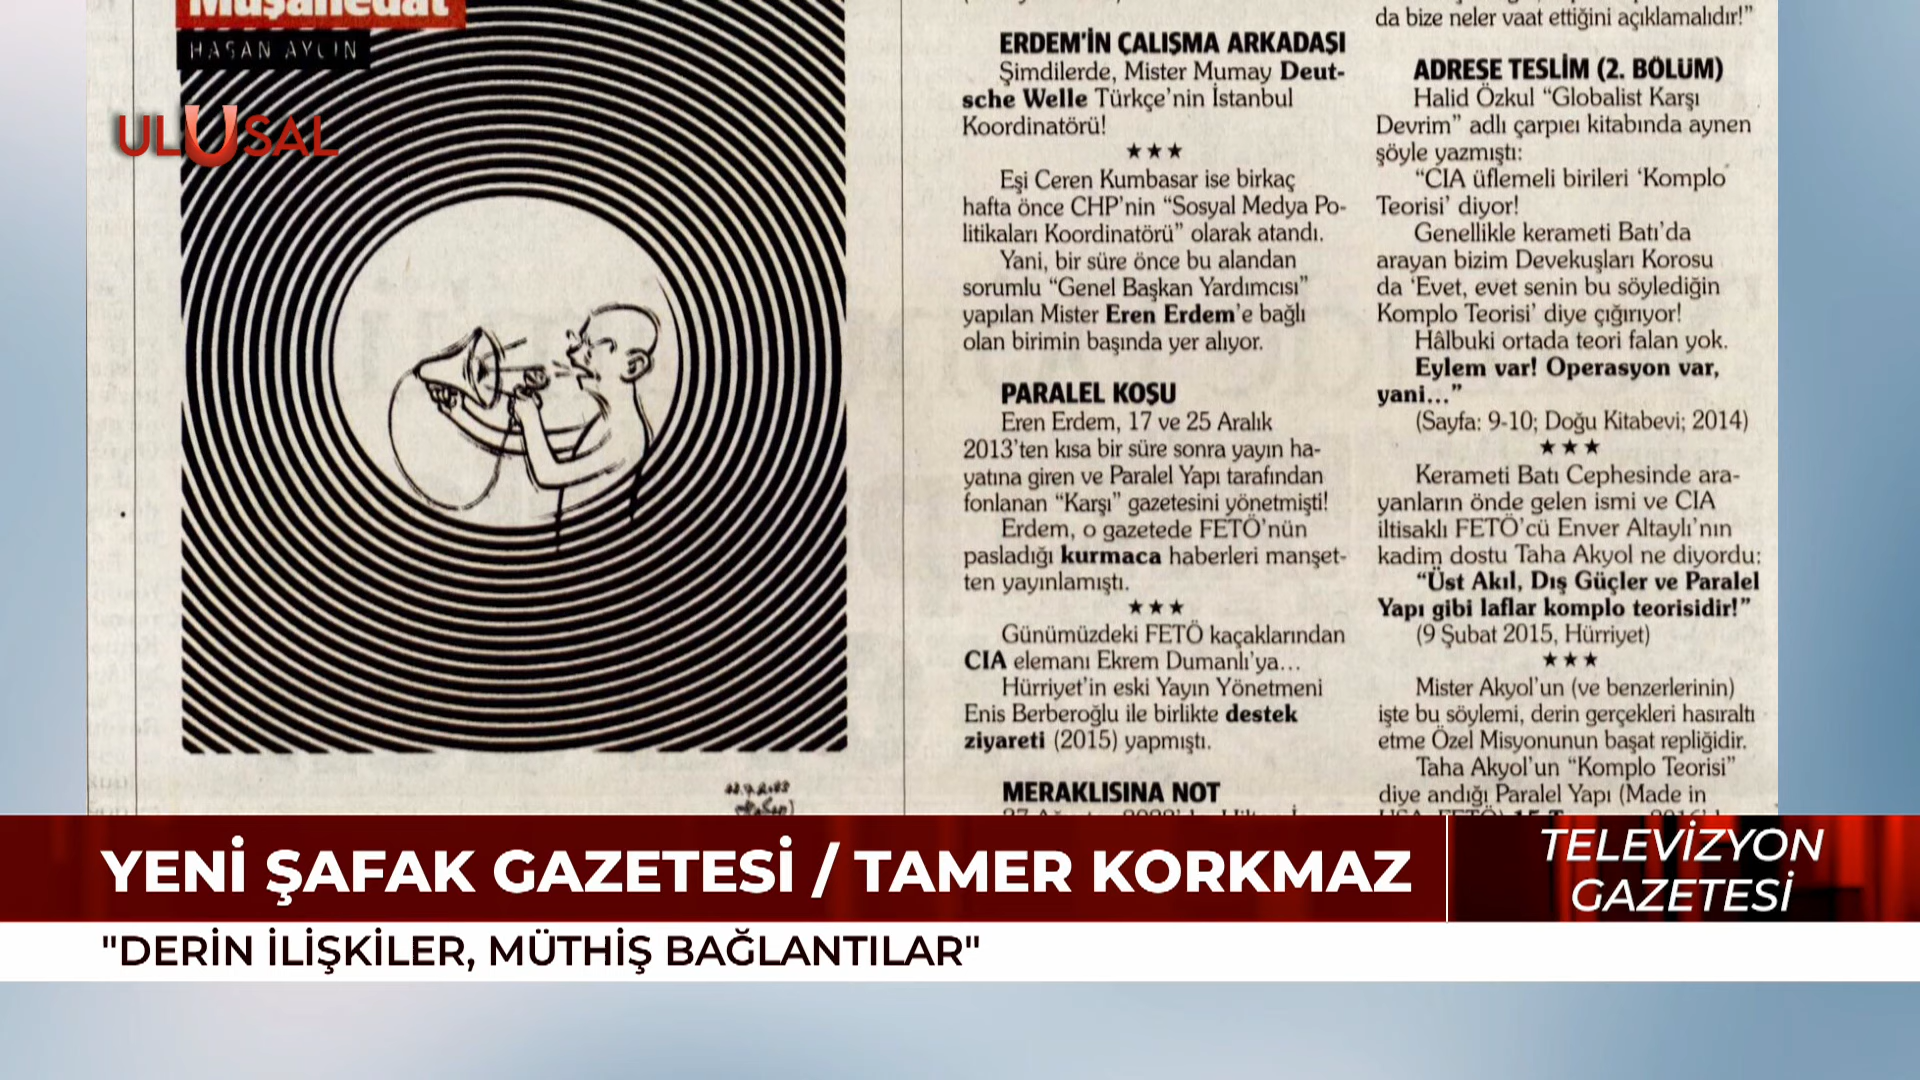 Müşahedat
HASAN AYCIN
ULUSAL
ERDEM'İN ÇALIŞMA ARKADAŞI
Şimdilerde, Mister Mumay Deut-
sche Welle Türkçe'nin İstanbul
Koordinatörü!
★★★
Eşi Ceren Kumbasar ise birkaç
hafta önce CHP'nin "Sosyal Medya Po-
litikaları Koordinatörü" olarak atandı.
Yani, bir süre önce bu alandan
sorumlu "Genel Başkan Yardımcısı"
yapılan Mister Eren Erdem'e bağlı
olan birimin başında yer alıyor.
PARALEL KOŞU
Eren Erdem, 17 ve 25 Aralık
2013'ten kısa bir süre sonra yayın ha-
yatına giren ve Paralel Yapı tarafından
fonlanan "Karşı" gazetesini yönetmişti!
Erdem, o gazetede FETÖ'nün
pasladığı kurmaca haberleri manşet-
ten yayınlamıştı.
★★★
Günümüzdeki FETÖ kaçaklarından
CIA elemanı Ekrem Dumanlı'ya...
Hürriyet'in eski Yayın Yönetmeni
Enis Berberoğlu ile birlikte destek
ziyareti (2015) yapmıştı.
MERAKLISINA NOT
da bize neler vaat ettiğini açıklamalıdır!"
ADRESE TESLİM (2. BÖLÜM)
Halid Özkul "Globalist Karşı
Devrim" adlı çarpıcı kitabında aynen
şöyle yazmıştı:
"CIA üflemeli birileri 'Komplo
Teorisi' diyor!
Genellikle kerameti Batı'da
arayan bizim Devekuşları Korosu
da 'Evet, evet senin bu söylediğin
Komplo Teorisi' diye çığırıyor!
Hâlbuki ortada teori falan yok.
Eylem var! Operasyon var,
yani..."
(Sayfa: 9-10; Doğu Kitabevi; 2014)
★★★
Kerameti Batı Cephesinde ara-
yanların önde gelen ismi ve CIA
iltisaklı FETÖ'cü Enver Altaylı'nın
kadim dostu Taha Akyol ne diyordu:
"Üst Akıl, Dış Güçler ve Paralel
Yapı gibi laflar komplo teorisidir!"
(9 Şubat 2015, Hürriyet)
★★★
Mister Akyol'un (ve benzerlerinin)
işte bu söylemi, derin gerçekleri hasıraltı
etme Özel Misyonunun başat repliğidir.
Taha Akyol'un "Komplo Teorisi"
diye andığı Paralel Yapı (Made in
YENİ ŞAFAK GAZETESİ / TAMER KORKMAZ
TELEVİZYON
GAZETESİ
"DERİN İLİŞKİLER, MÜTHİŞ BAĞLANTILAR"